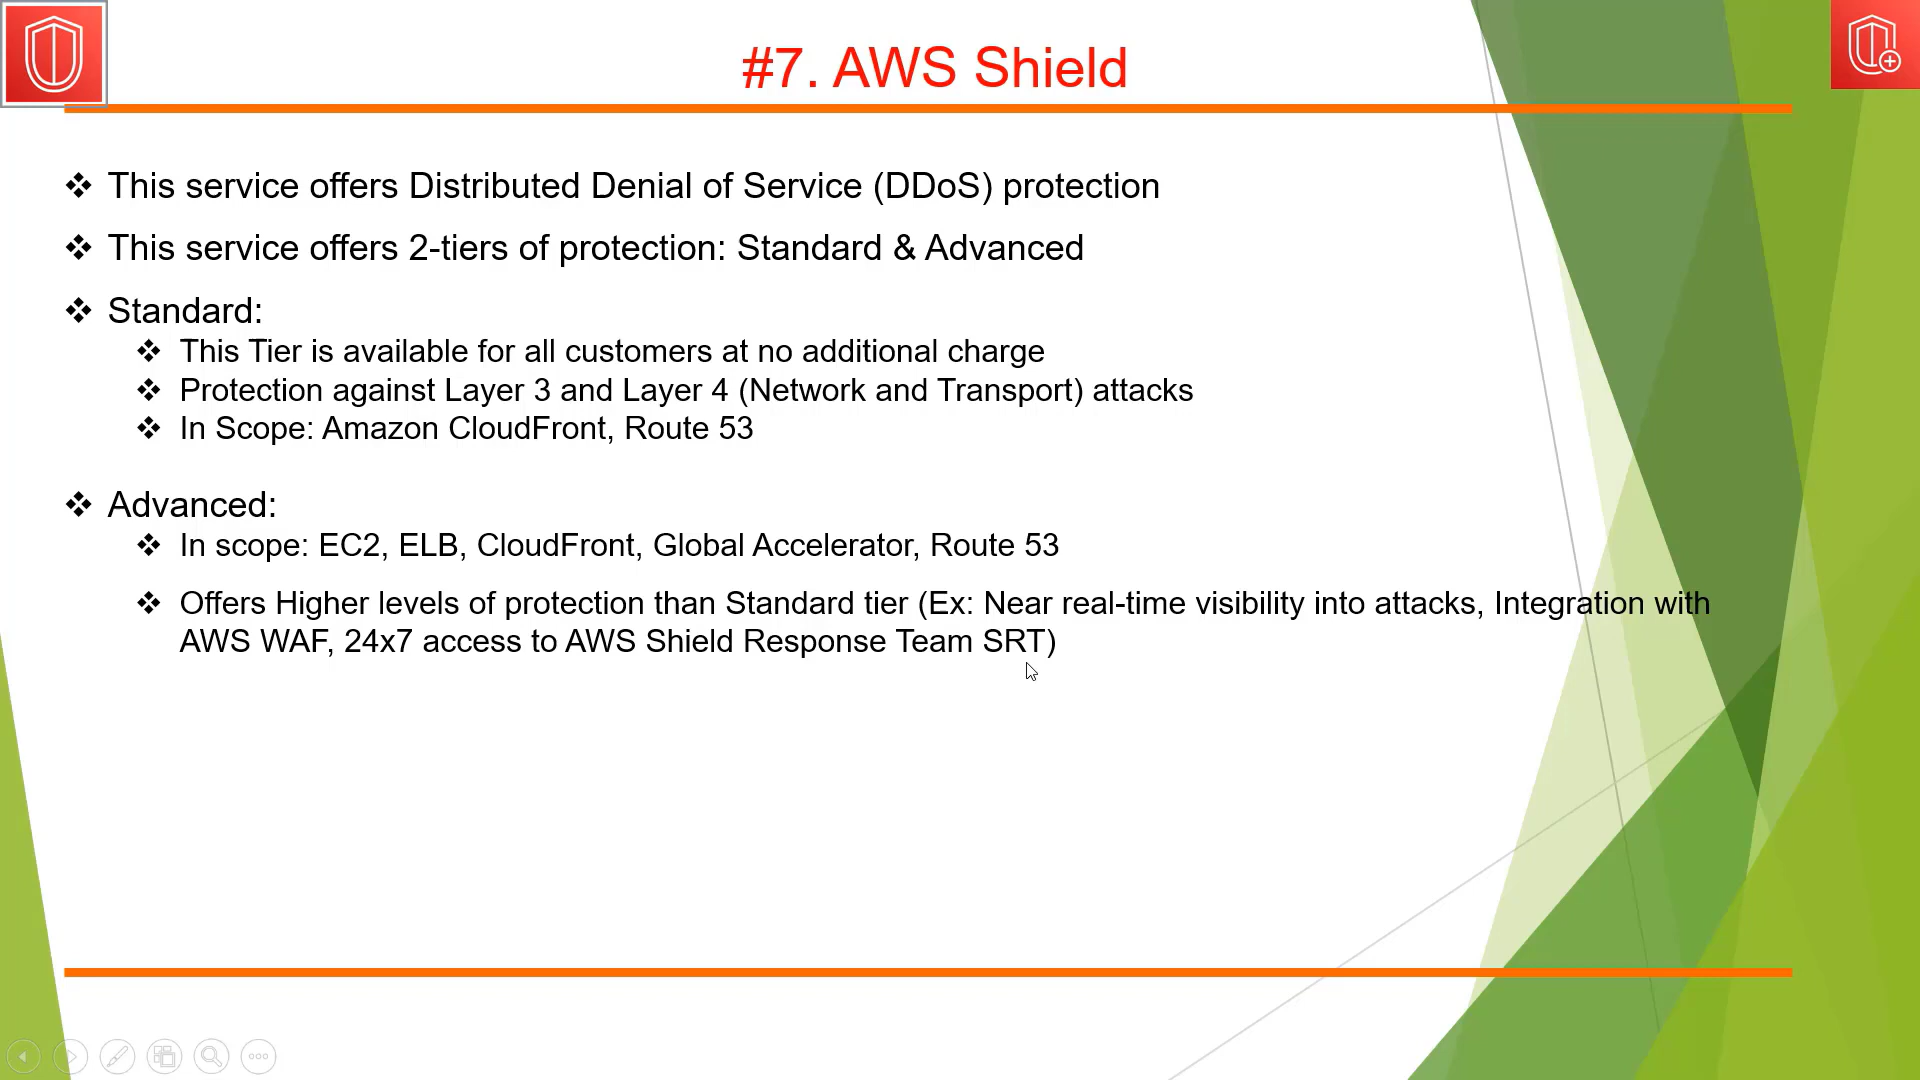 #7. AWS Shield
❖ This service offers Distributed Denial of Service (DDoS) protection
❖ This service offers 2-tiers of protection: Standard & Advanced
❖ Standard:
❖ This Tier is available for all customers at no additional charge
❖ Protection against Layer 3 and Layer 4 (Network and Transport) attacks
❖ In Scope: Amazon CloudFront, Route 53
❖ Advanced:
❖ In scope: EC2, ELB, CloudFront, Global Accelerator, Route 53
❖ Offers Higher levels of protection than Standard tier (Ex: Near real-time visibility into attacks, Integration with
AWS WAF, 24x7 access to AWS Shield Response Team SRT)